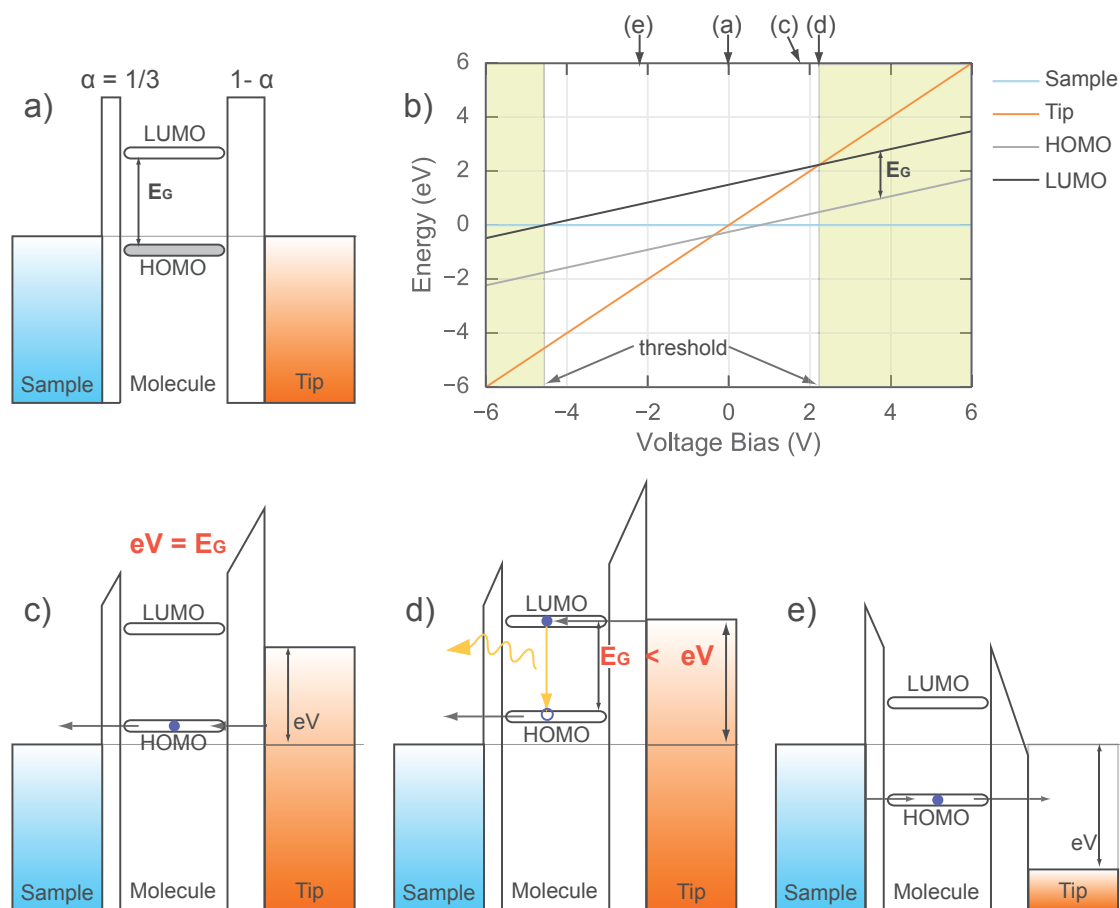 a)
α = 1/3
1- α
LUMO
EG
HOMO
Sample
Molecule
Tip
b)
(e)
(a)
(c)
(d)
6
4
2
0
−2
−4
−6
Energy (eV)
EG
threshold
−6
−4
−2
0
2
4
6
Voltage Bias (V)
Sample
Tip
HOMO
LUMO
c)
eV = EG
LUMO
HOMO
eV
Sample
Molecule
Tip
d)
LUMO
EG < eV
HOMO
Sample
Molecule
Tip
e)
LUMO
HOMO
eV
Sample
Molecule
Tip